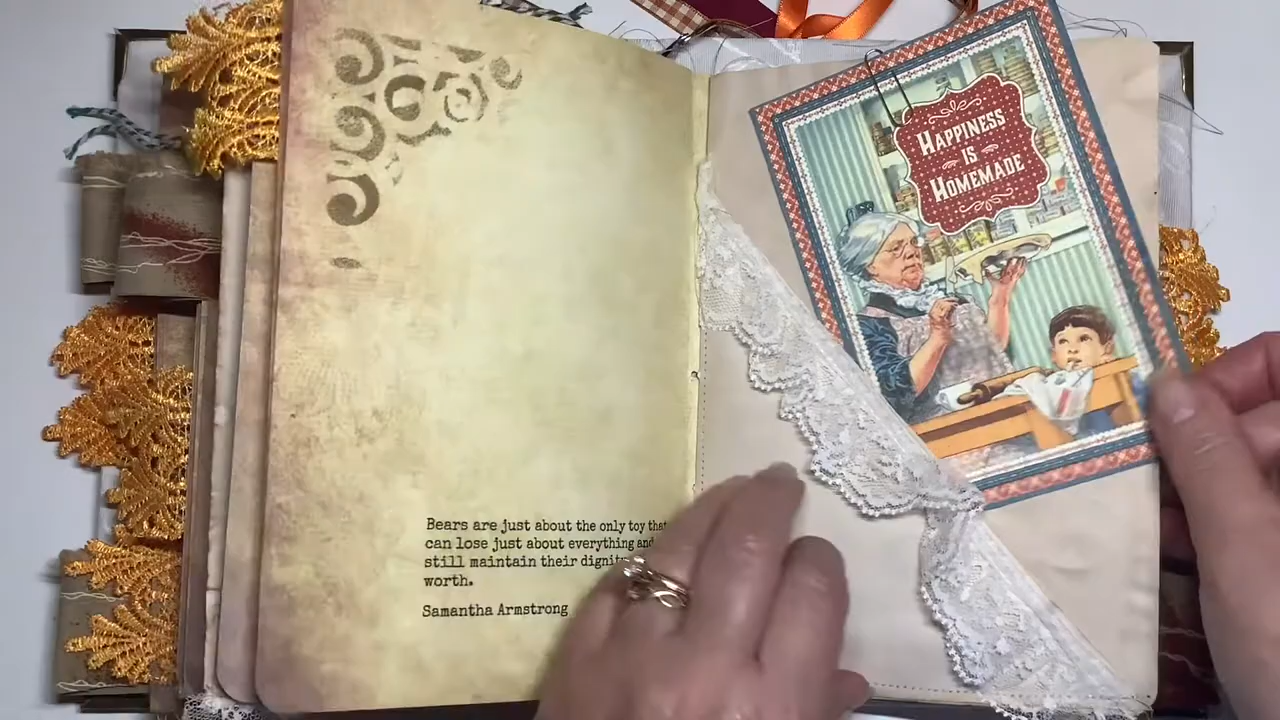 Bears are just about the only toy that
can lose just about everything and
still maintain their dignity
worth.
Samantha Armstrong
HAPPINESS
IS
HOMEMADE